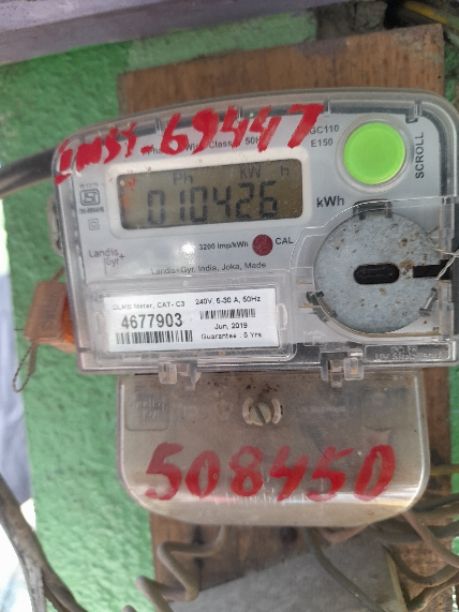 69447
GC110
E150
SCROLL
Ph KW h
010426
kWh
3200 imp/kWh CAL
Landis
Gyr+
Landis+Gyr, India, Joka, Made
DLMS Meter, CAT- C3 240V, 5-30 A, 50Hz
4677903
Jun, 2019
Guarantee : 5 Yrs
508450